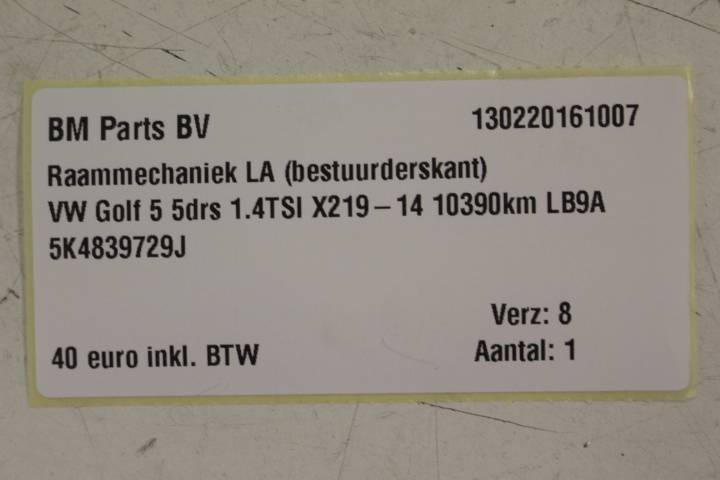 BM Parts BV 130220161007
Raammechaniek LA (bestuurderskant)
VW Golf 5 5drs 1.4TSI X219-14 10390km LB9A
5K4839729J
Verz: 8
40 euro inkl. BTW Aantal: 1